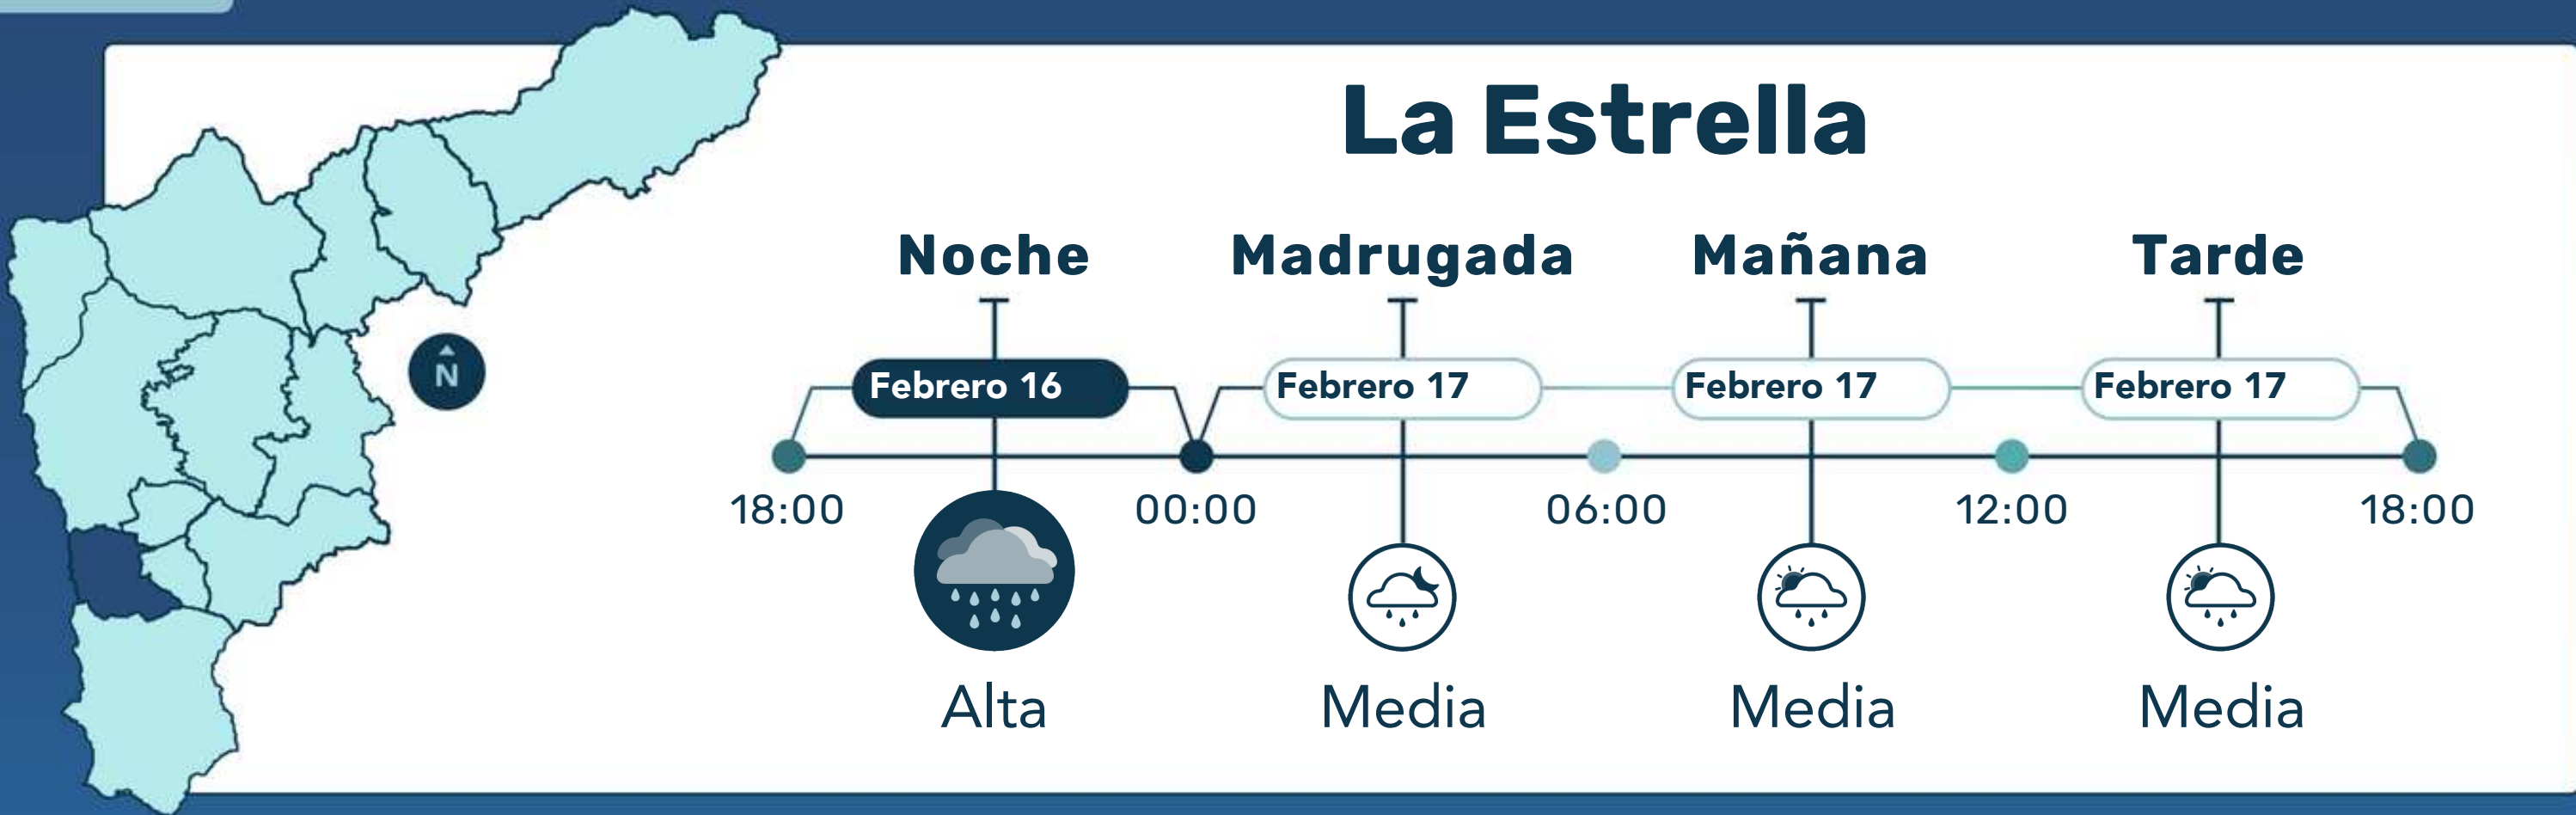 La Estrella
Noche Madrugada Mañana Tarde
Febrero 16 Febrero 17 Febrero 17 Febrero 17
N
18:00 00:00 06:00 12:00 18:00
Alta Media Media Media